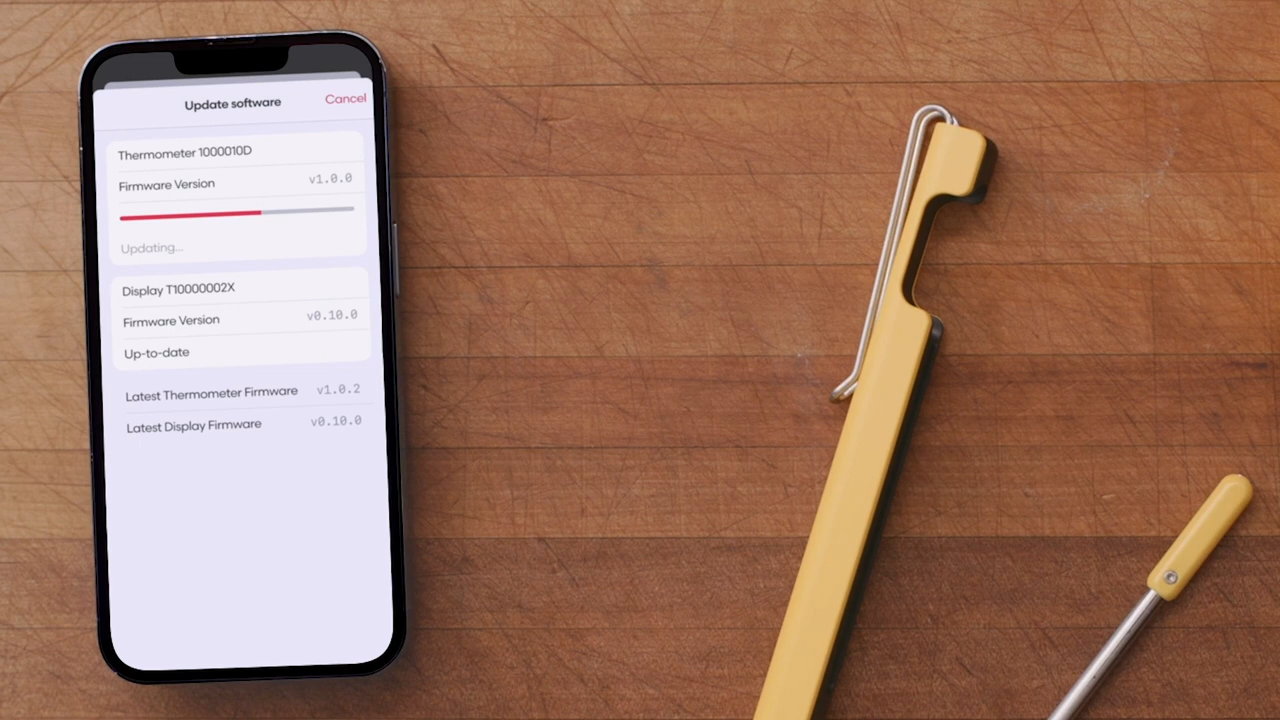 Update software
Cancel
Thermometer 1000010D
Firmware Version v1.0.0
Updating...
Display T10000002X
Firmware Version v0.10.0
Up-to-date
Latest Thermometer Firmware v1.0.2
Latest Display Firmware v0.10.0